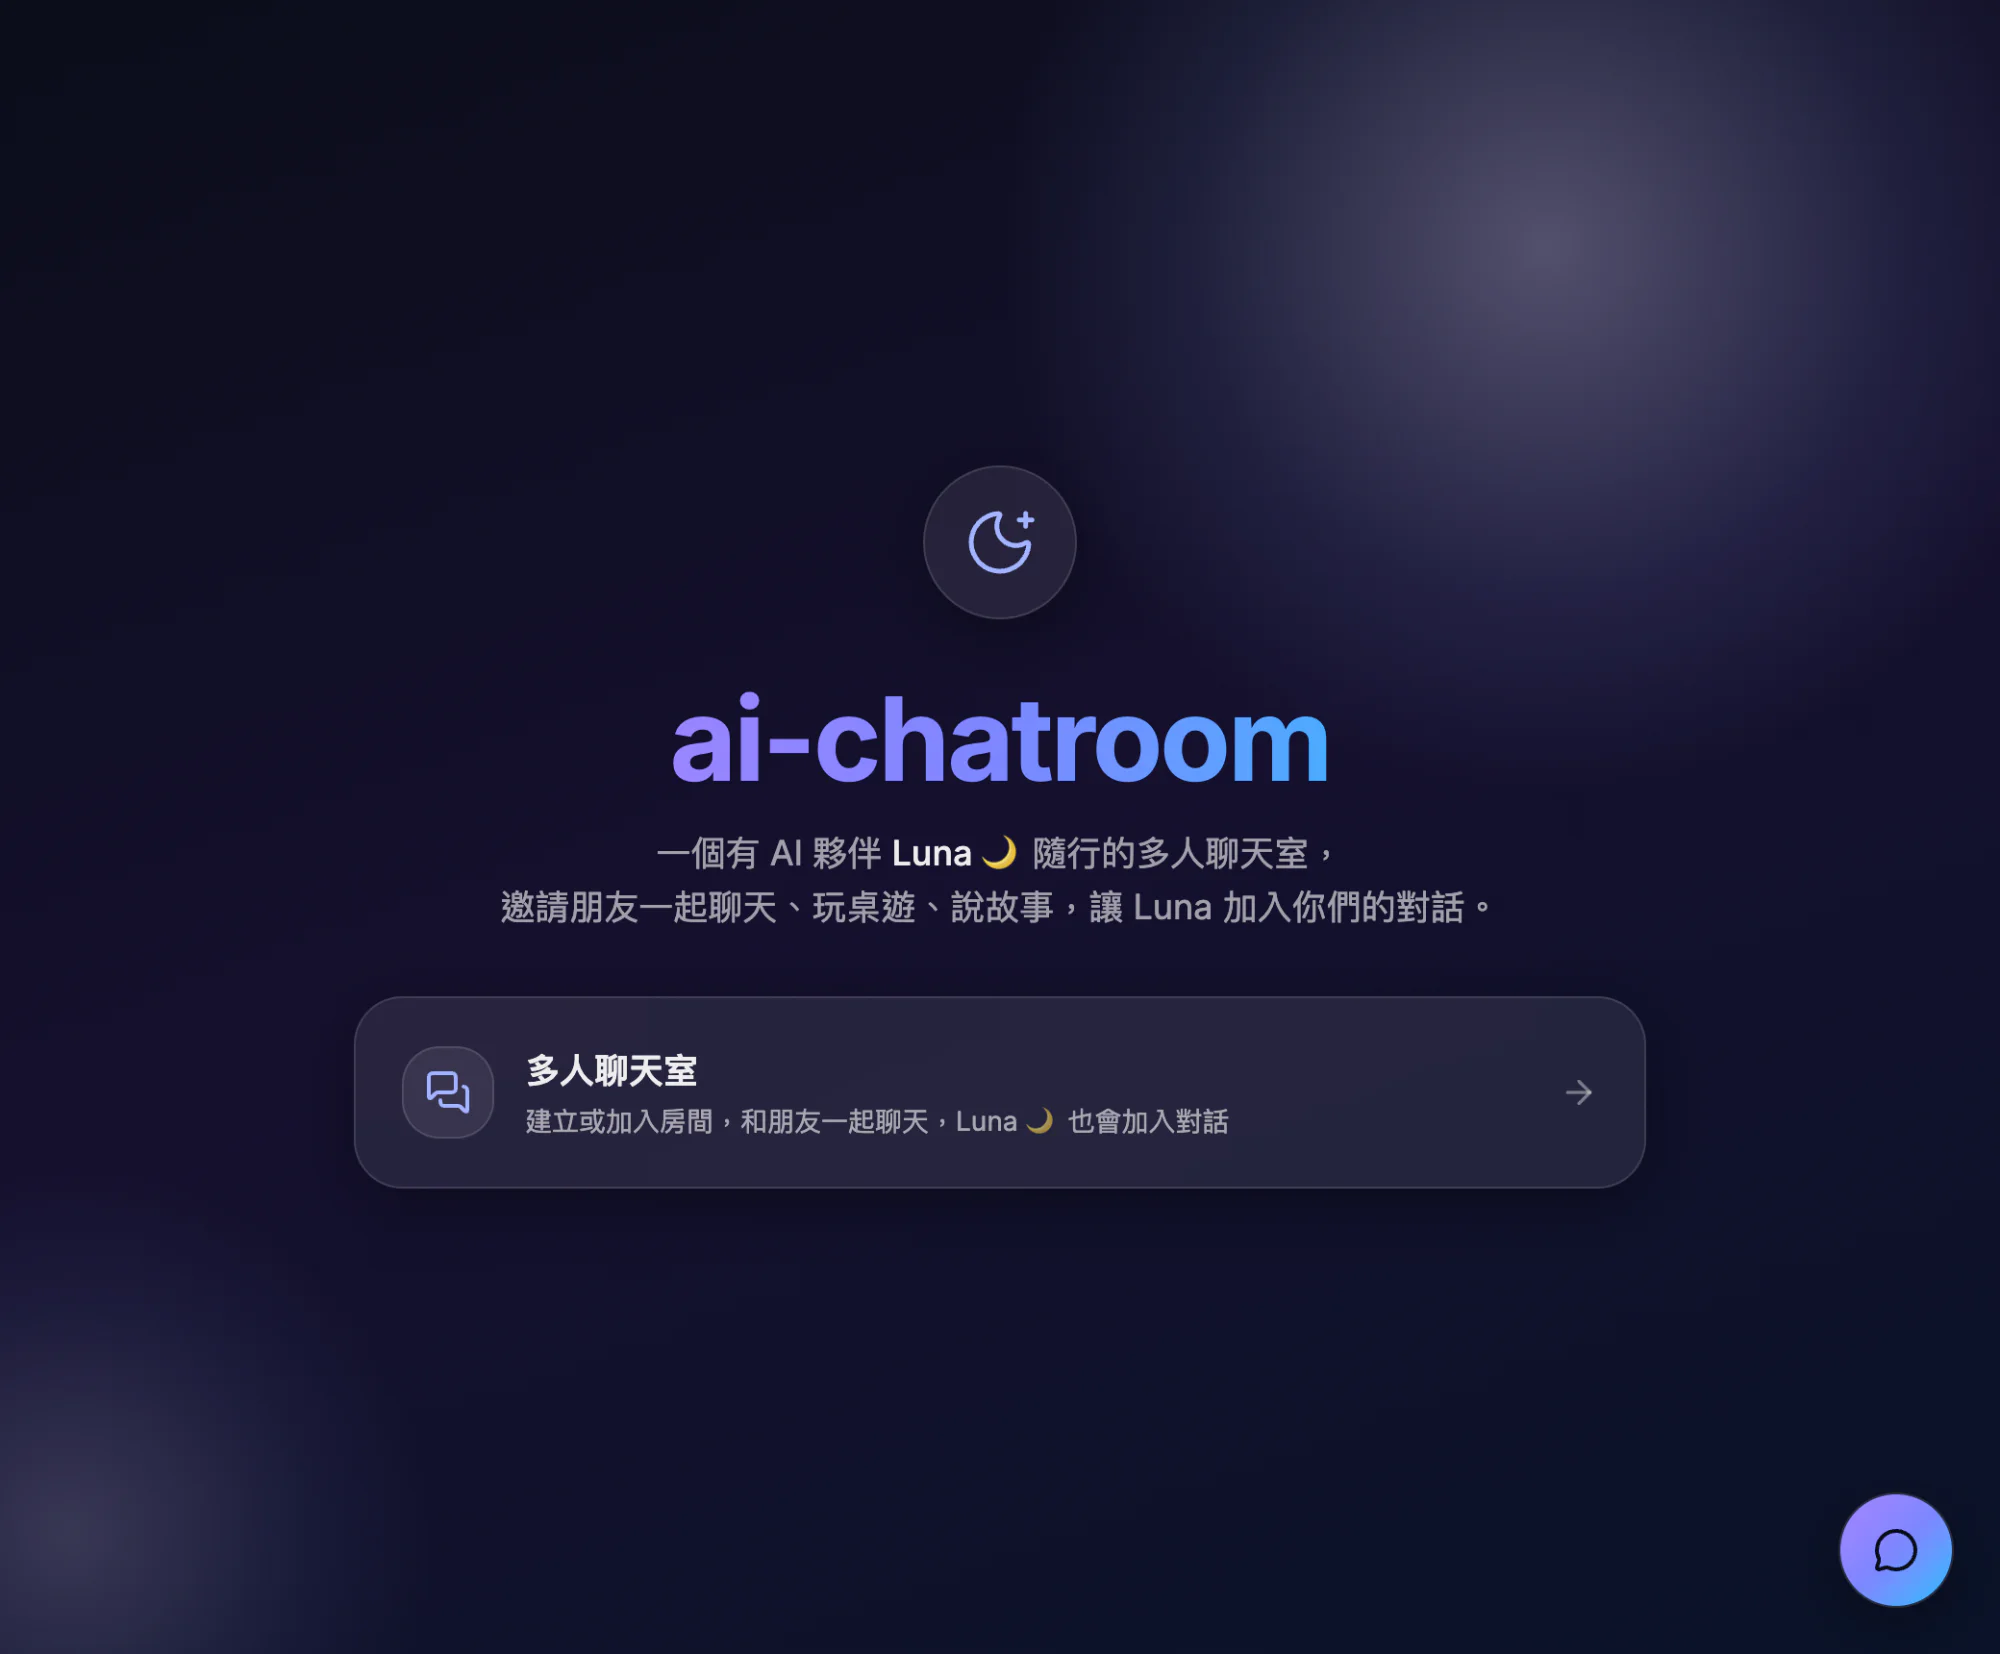 ai-chatroom
一個有 AI 夥伴 Luna 🌙 隨行的多人聊天室，
邀請朋友一起聊天、玩桌遊、說故事，讓 Luna 加入你們的對話。
多人聊天室
建立或加入房間，和朋友一起聊天，Luna 🌙 也會加入對話